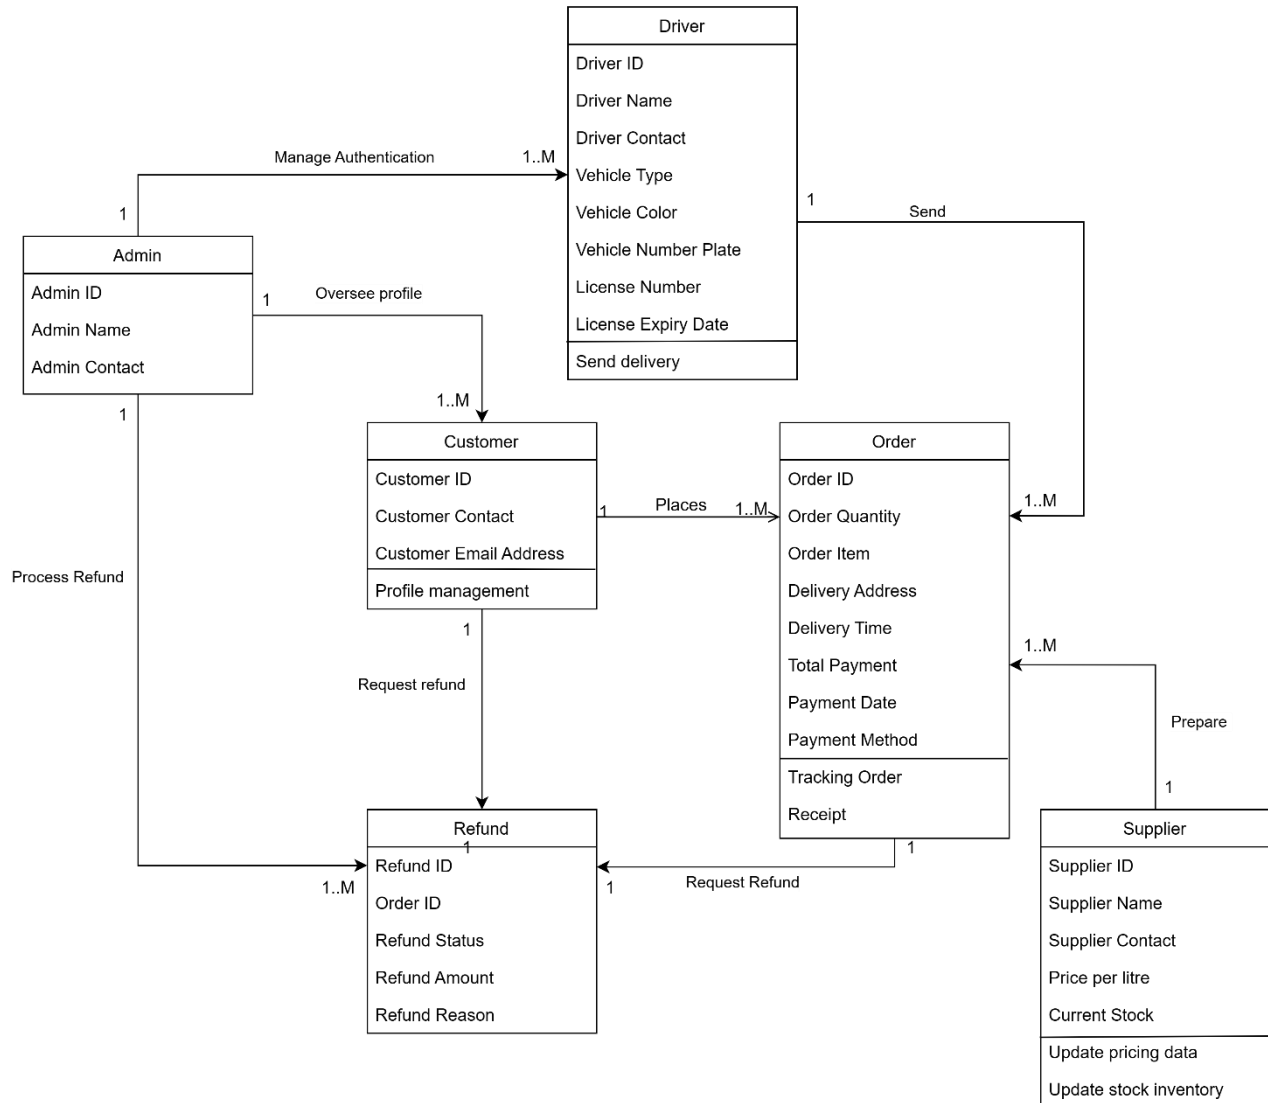 Driver
Driver ID
Driver Name
Driver Contact
Vehicle Type
Vehicle Color
Vehicle Number Plate
License Number
License Expiry Date
Send delivery
Manage Authentication
1..M
1
1
Send
Admin
Admin ID
Admin Name
Admin Contact
1
Oversee profile
1
1..M
Customer
Customer ID
Customer Contact
Customer Email Address
Profile management
1
Places
1..M
Order
Order ID
Order Quantity
Order Item
Delivery Address
Delivery Time
Total Payment
Payment Date
Payment Method
Tracking Order
Receipt
1..M
1..M
Prepare
1
Process Refund
1
Request refund
Refund
1
Refund ID
Order ID
Refund Status
Refund Amount
Refund Reason
1..M
1
Request Refund
1
Supplier
Supplier ID
Supplier Name
Supplier Contact
Price per litre
Current Stock
Update pricing data
Update stock inventory